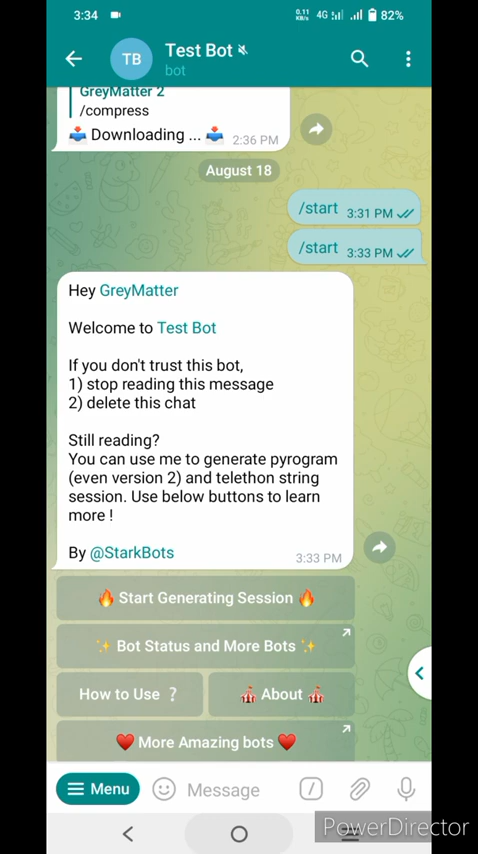 3:34
0.11
KB/s
4G
82%
TB
Test Bot
bot
GreyMatter 2
/compress
Downloading ...
2:36 PM
August 18
/start 3:31 PM
/start 3:33 PM
Hey GreyMatter
Welcome to Test Bot
If you don't trust this bot,
1) stop reading this message
2) delete this chat
Still reading?
You can use me to generate pyrogram
(even version 2) and telethon string
session. Use below buttons to learn
more !
By @StarkBots
3:33 PM
🔥 Start Generating Session 🔥
✨ Bot Status and More Bots ✨
How to Use ❔
🎪 About 🎪
♥️ More Amazing bots ♥️
Menu
Message
PowerDirector